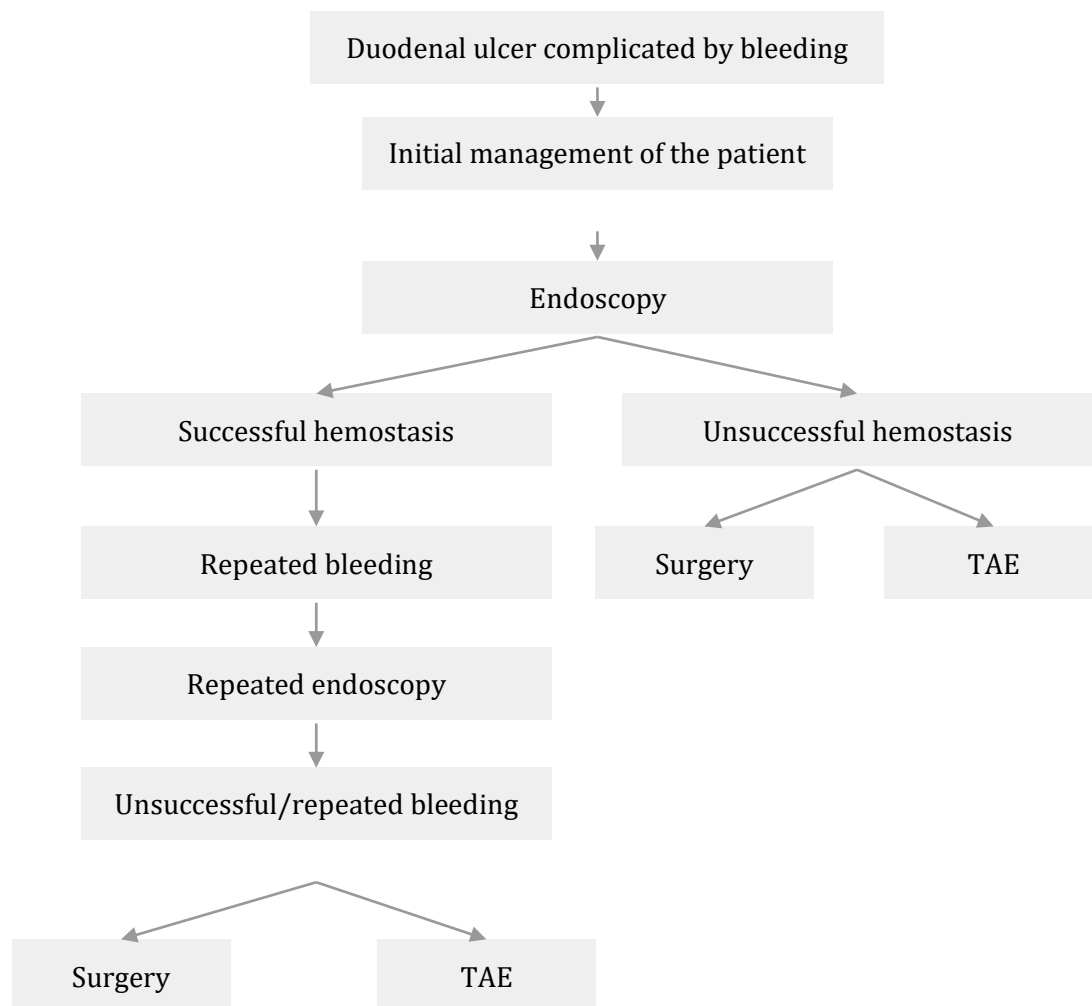 Duodenal ulcer complicated by bleeding
Initial management of the patient
Endoscopy
Successful hemostasis
Unsuccessful hemostasis
Repeated bleeding
Surgery
TAE
Repeated endoscopy
Unsuccessful/repeated bleeding
Surgery
TAE